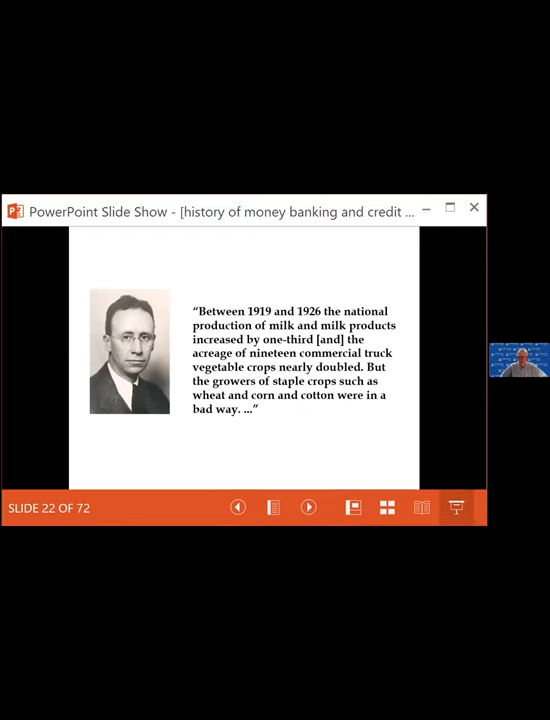 PowerPoint Slide Show - [history of money banking and credit ...
“Between 1919 and 1926 the national
production of milk and milk products
increased by one-third [and] the
acreage of nineteen commercial truck
vegetable crops nearly doubled. But
the growers of staple crops such as
wheat and corn and cotton were in a
bad way. ...”
SLIDE 22 OF 72